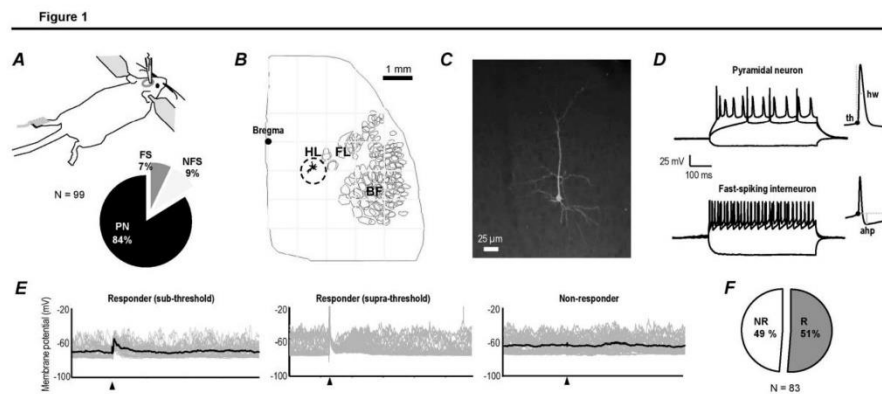 Figure 1
A
FS
7%
NFS
9%
N = 99
PN
84%
B
1 mm
Bregma
HL
FL
BF
C
25 µm
D
Pyramidal neuron
hw
th
25 mV
100 ms
Fast-spiking interneuron
ahp
E
Membrane potential (mV)
Responder (sub-threshold)
-20
-60
-100
Responder (supra-threshold)
-20
-60
-100
Non-responder
-20
-60
-100
F
NR
49 %
R
51%
N = 83